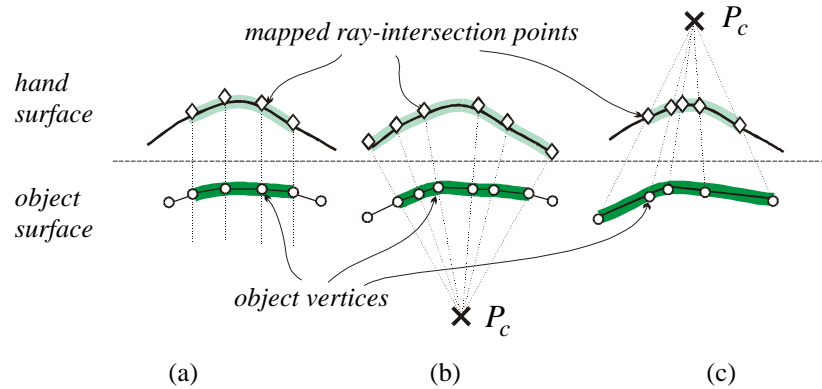 P_c
mapped ray-intersection points
hand
surface
object
surface
object vertices
P_c
(a)
(b)
(c)